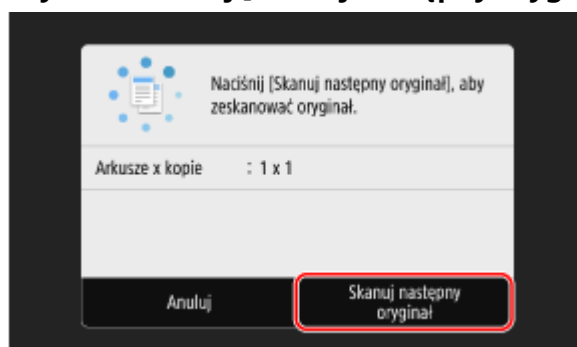 Naciśnij [Skanuj następny oryginał], aby
zeskanować oryginał.
Arkusze x kopie : 1 x 1
Anuluj
Skanuj następny
oryginał